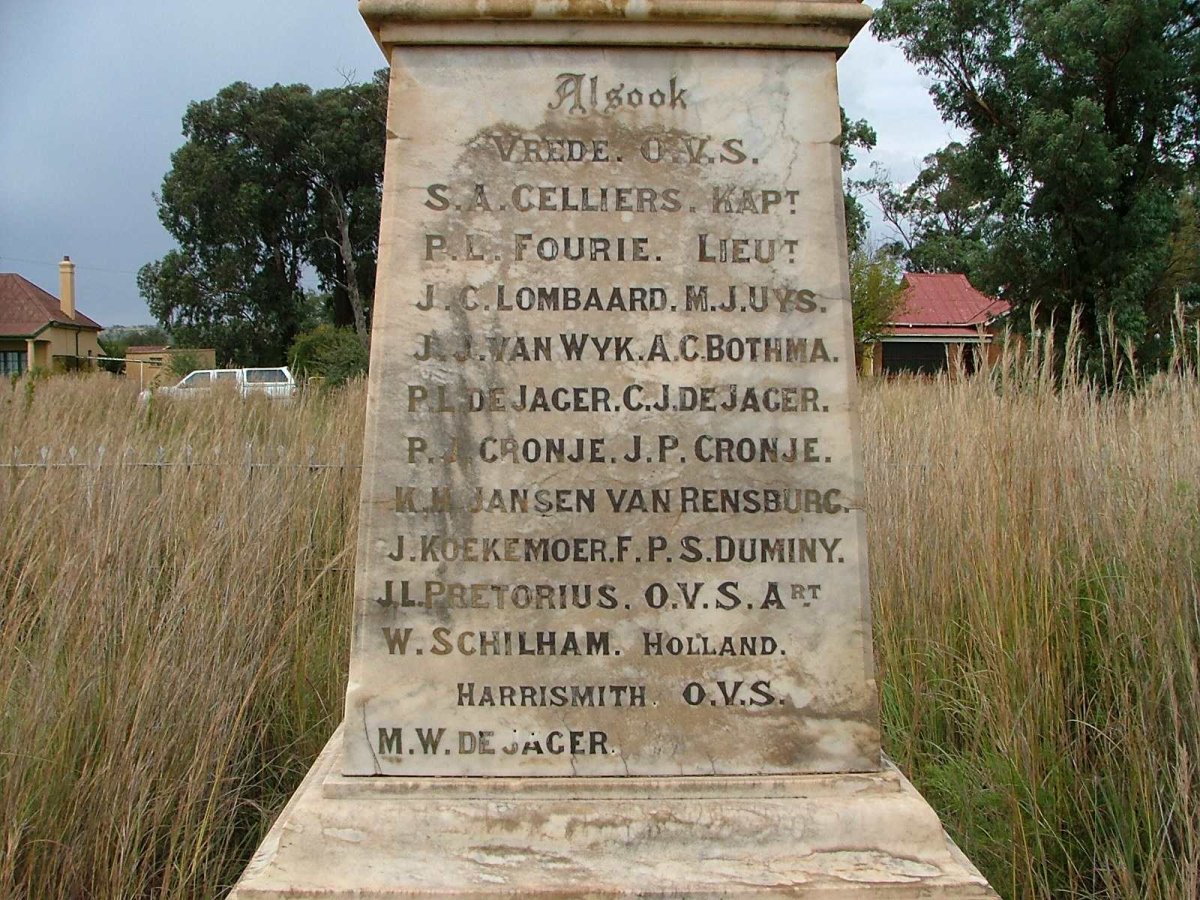 Alsook
VREDE. O.V.S.
S.A. CELLIERS. KAPT
P.L. FOURIE. LIEUT
J.C. LOMBAARD. M.J. UYS.
J.J. VAN WYK. A.C. BOTHMA.
P.L. DE JAGER. C.J. DE JAGER.
P.J. CRONJE. J.P. CRONJE.
K.H. JANSEN VAN RENSBURG.
J. KOEKEMOER. F.P.S. DUMINY.
J.L. PRETORIUS. O.V.S. ART
W. SCHILHAM. HOLLAND.
HARRISMITH. O.V.S.
M.W. DE JAGER.